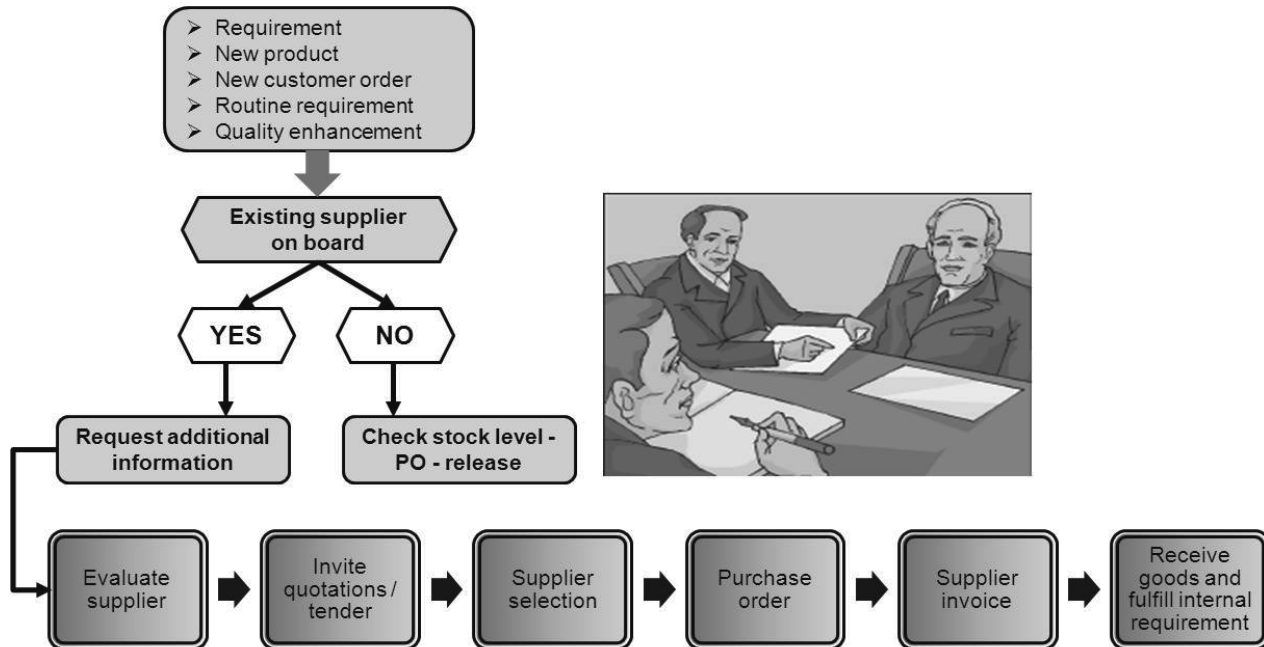 ➢ Requirement
➢ New product
➢ New customer order
➢ Routine requirement
➢ Quality enhancement
Existing supplier
on board
YES
NO
Request additional
information
Check stock level -
PO - release
Evaluate
supplier
Invite
quotations /
tender
Supplier
selection
Purchase
order
Supplier
invoice
Receive
goods and
fulfill internal
requirement